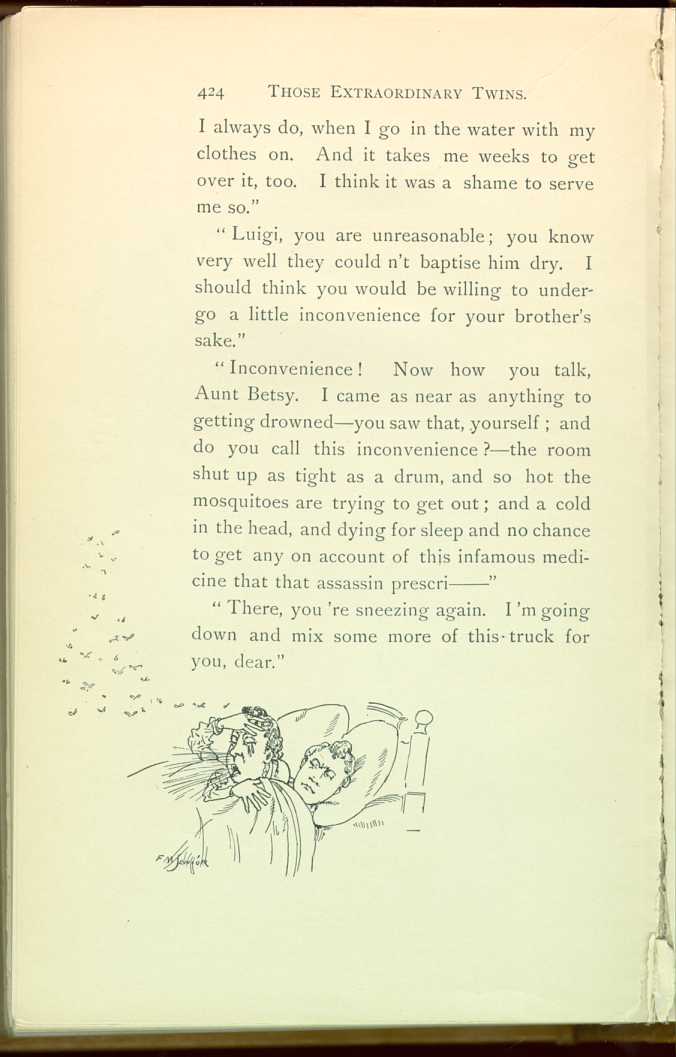 424 THOSE EXTRAORDINARY TWINS.
I always do, when I go in the water with my
clothes on. And it takes me weeks to get
over it, too. I think it was a shame to serve
me so."
"Luigi, you are unreasonable; you know
very well they could n't baptise him dry. I
should think you would be willing to under-
go a little inconvenience for your brother's
sake."
"Inconvenience! Now how you talk,
Aunt Betsy. I came as near as anything to
getting drowned—you saw that, yourself; and
do you call this inconvenience?—the room
shut up as tight as a drum, and so hot the
mosquitoes are trying to get out; and a cold
in the head, and dying for sleep and no chance
to get any on account of this infamous medi-
cine that that assassin prescri——"
"There, you 're sneezing again. I 'm going
down and mix some more of this truck for
you, dear."